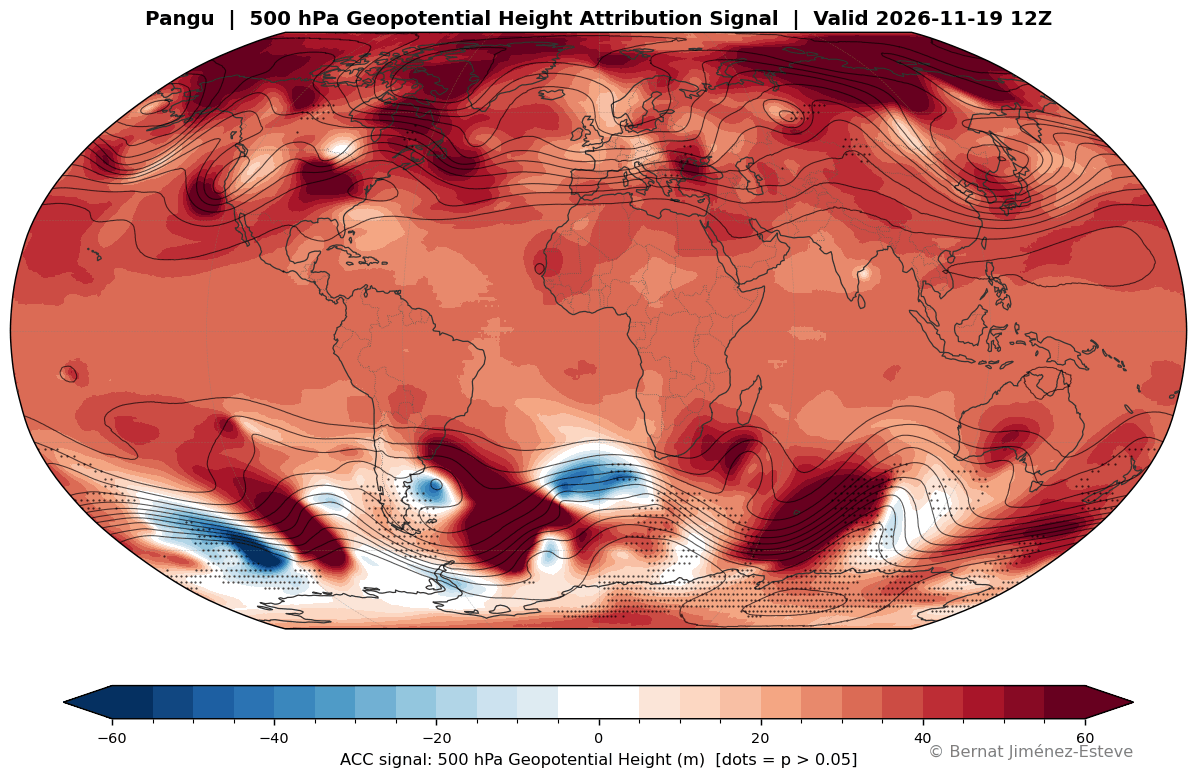 Pangu | 500 hPa Geopotential Height Attribution Signal | Valid 2026-11-19 12Z
−60 −40 −20 0 20 40 60
© Bernat Jiménez-Esteve
ACC signal: 500 hPa Geopotential Height (m) [dots = p > 0.05]